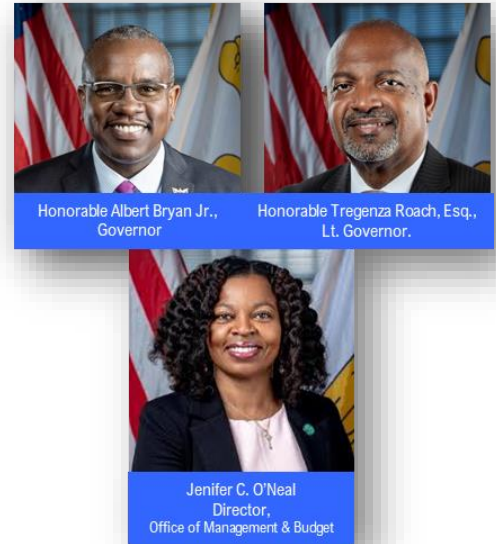 Honorable Albert Bryan Jr.,
Governor
Honorable Tregenza Roach, Esq.,
Lt. Governor.
Jenifer C. O'Neal
Director,
Office of Management & Budget